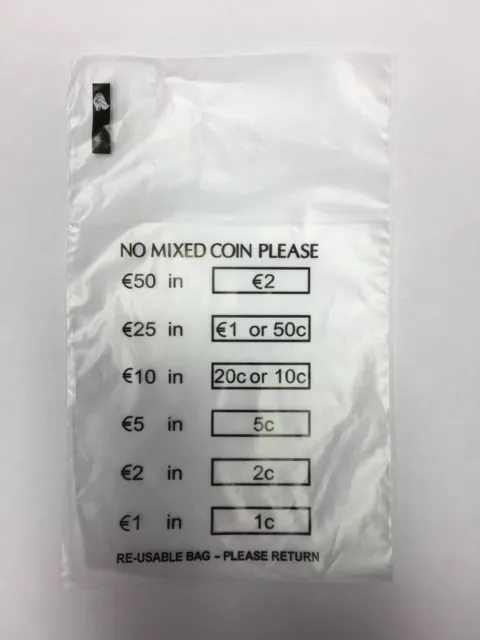 NO MIXED COIN PLEASE
€50 in €2
€25 in €1 or 50c
€10 in 20c or 10c
€5 in 5c
€2 in 2c
€1 in 1c
RE-USABLE BAG – PLEASE RETURN